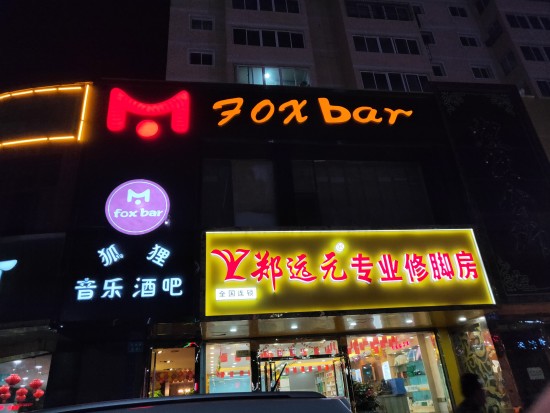 fox bar
fox bar
狐狸
音乐酒吧
郑远元专业修脚房
全国连锁